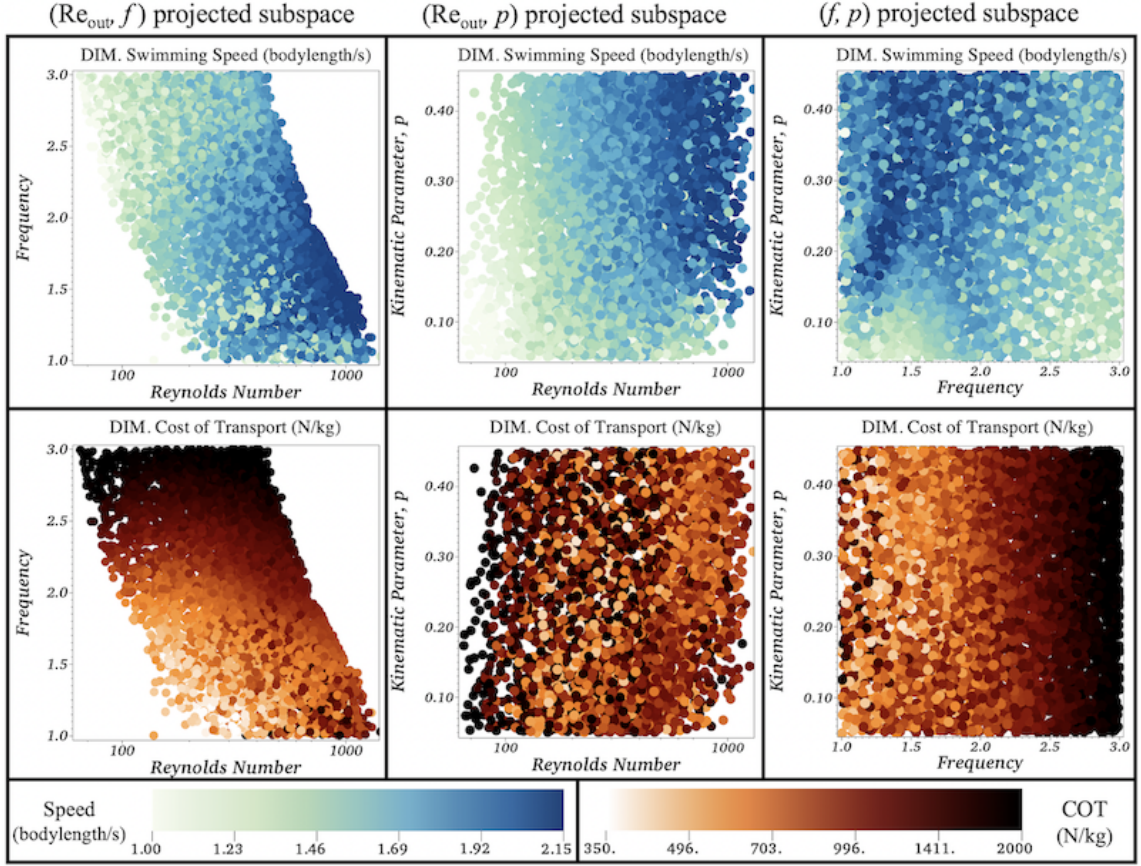 (Re_out, f) projected subspace
(Re_out, p) projected subspace
(f, p) projected subspace
DIM. Swimming Speed (bodylength/s)
3.0
2.5
2.0
1.5
1.0
Frequency
100
1000
Reynolds Number
DIM. Swimming Speed (bodylength/s)
0.40
0.30
0.20
0.10
Kinematic Parameter, p
100
1000
Reynolds Number
DIM. Swimming Speed (bodylength/s)
0.40
0.30
0.20
0.10
Kinematic Parameter, p
1.0
1.5
2.0
2.5
3.0
Frequency
DIM. Cost of Transport (N/kg)
3.0
2.5
2.0
1.5
1.0
Frequency
100
1000
Reynolds Number
DIM. Cost of Transport (N/kg)
0.40
0.30
0.20
0.10
Kinematic Parameter, p
100
1000
Reynolds Number
DIM. Cost of Transport (N/kg)
0.40
0.30
0.20
0.10
Kinematic Parameter, p
1.0
1.5
2.0
2.5
3.0
Frequency
Speed
(bodylength/s)
1.00
1.23
1.46
1.69
1.92
2.15
350.
496.
703.
996.
1411.
2000
COT
(N/kg)